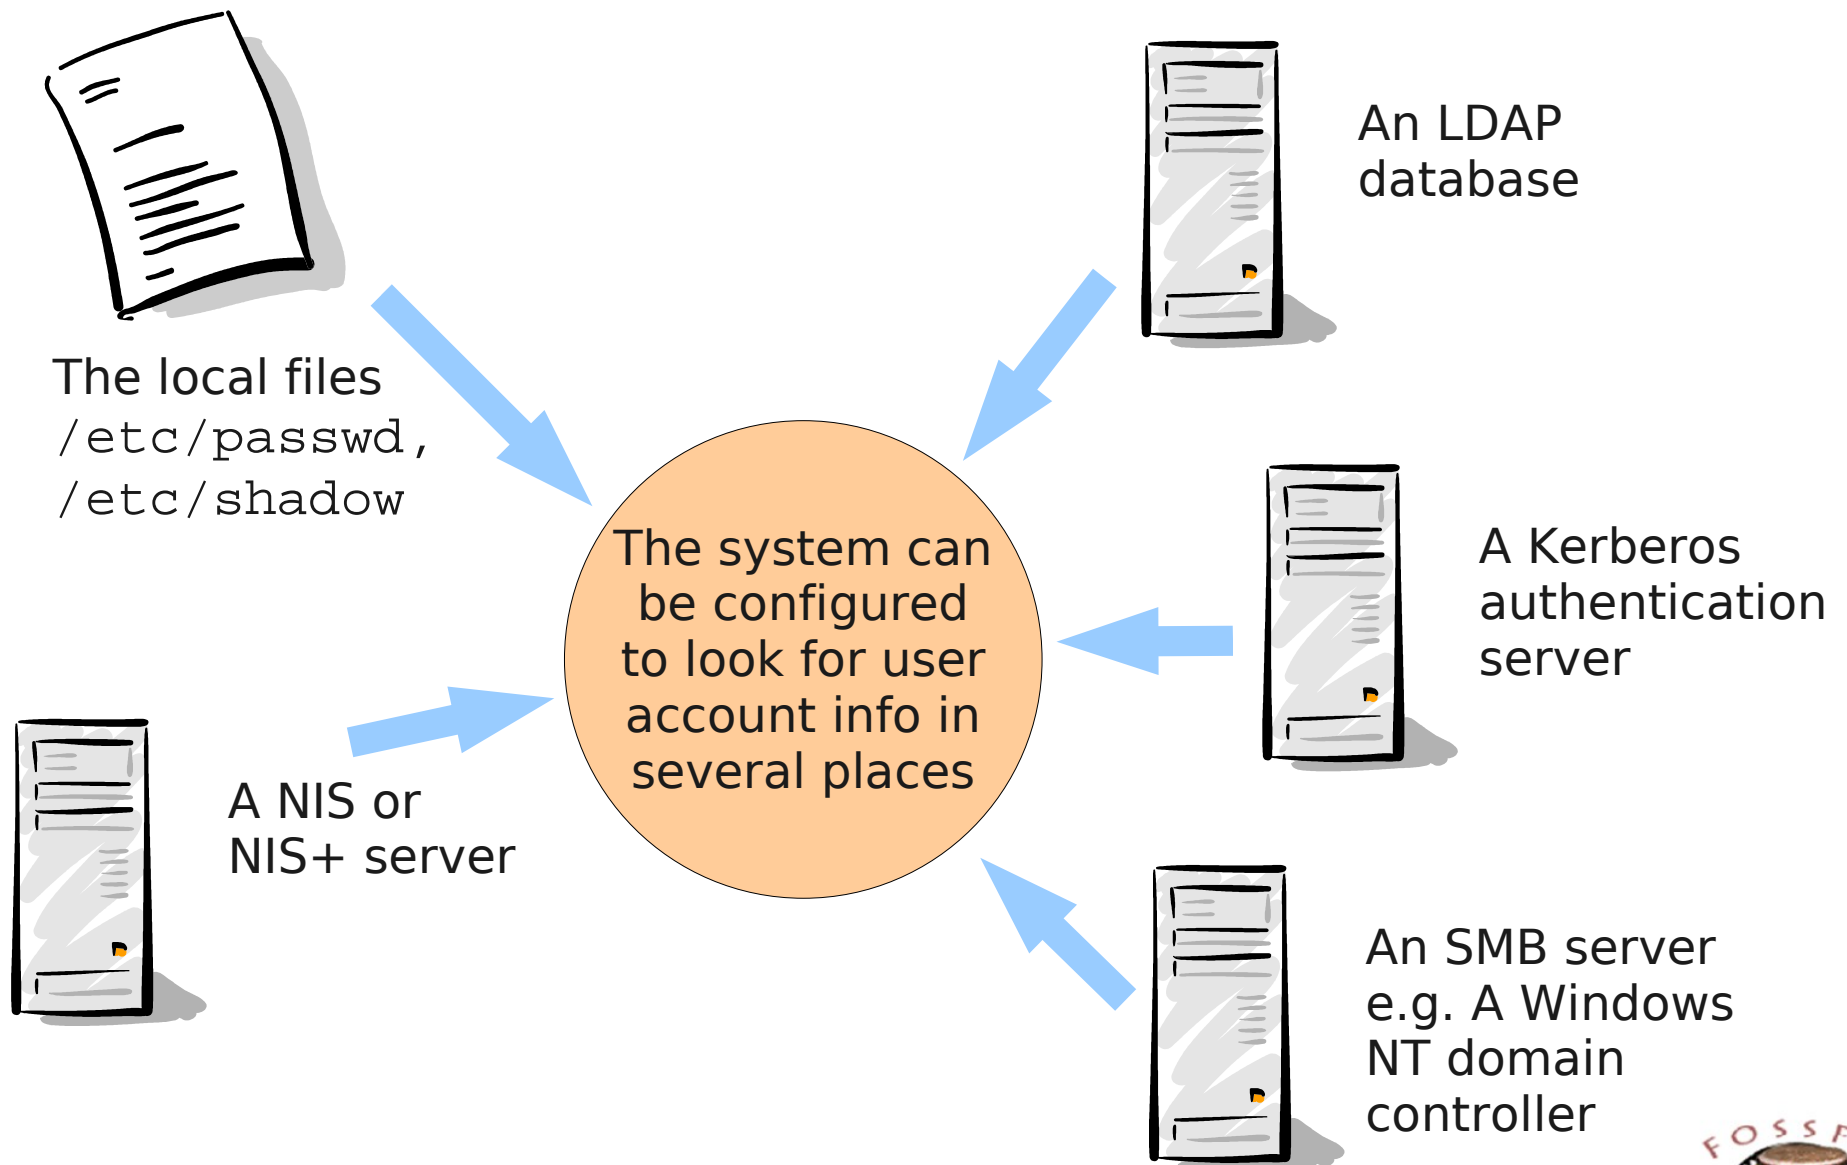 The local files
/etc/passwd,
/etc/shadow
An LDAP
database
The system can
be configured
to look for user
account info in
several places
A Kerberos
authentication
server
A NIS or
NIS+ server
An SMB server
e.g. A Windows
NT domain
controller